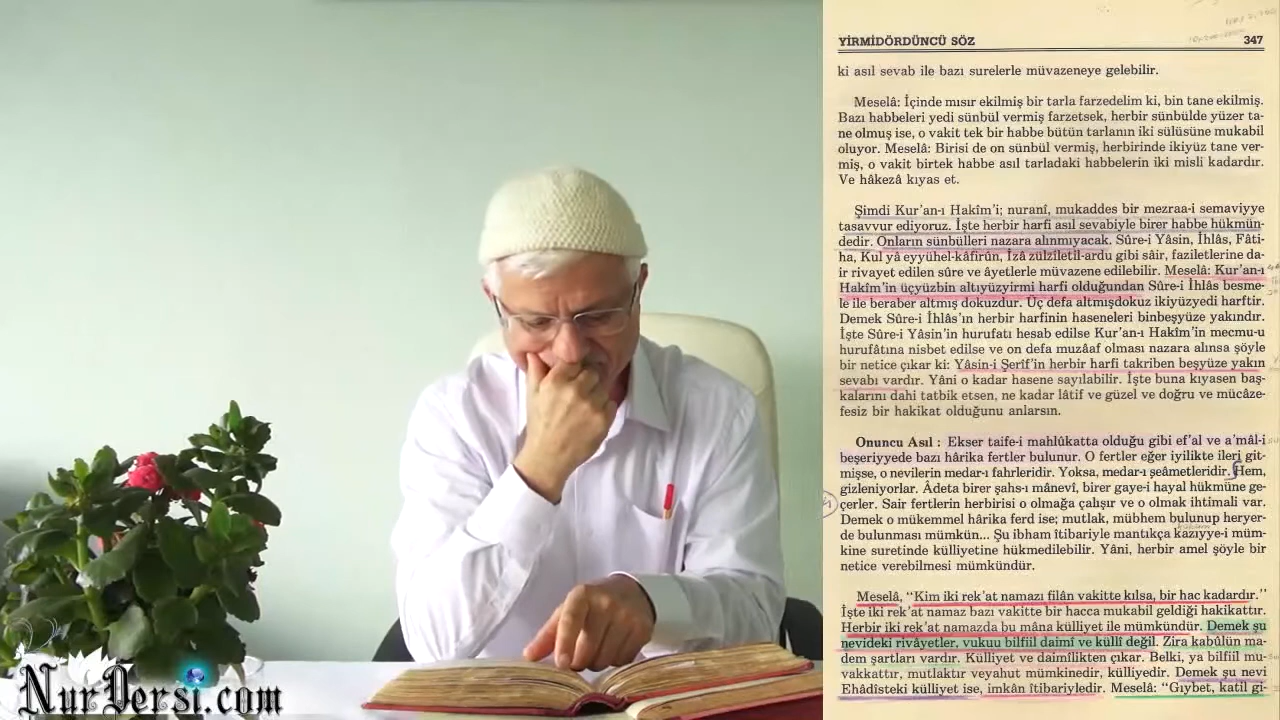 YİRMİDÖRDÜNCÜ SÖZ 347
ki asıl sevab ile bazı surelerle müvazeneye gelebilir.
Meselâ: İçinde mısır ekilmiş bir tarla farzedelim ki, bin tane ekilmiş.
Bazı habbeleri yedi sünbül vermiş farzetsek, herbir sünbülde yüzer ta-
ne olmuş ise, o vakit tek bir habbe bütün tarlanın iki sülüsüne mukabil
oluyor. Meselâ: Birisi de on sünbül vermiş, herbirinde ikiyüz tane ver-
miş, o vakit birtek habbe asıl tarladaki habbelerin iki misli kadardır.
Ve hâkezâ kıyas et.
Şimdi Kur'an-ı Hakîm'i; nuranî, mukaddes bir mezraa-i semaviyye
tasavvur ediyoruz. İşte herbir harfi asıl sevabiyle birer habbe hükmün-
dedir. Onların sünbülleri nazara alınmıyacak. Sûre-i Yâsin, İhlâs, Fâti-
ha, Kul yâ eyyühel-kâfirûn, İzâ zülziletil-ardu gibi sâir, faziletlerine da-
ir rivayet edilen sûre ve âyetlerle müvazene edilebilir. Meselâ: Kur'an-ı
Hakîm'in üçyüzbin altıyüzyirmi harfi olduğundan Sûre-i İhlâs besme-
le ile beraber altmış dokuzdur. Üç defa altmışdokuz ikiyüzyedi harftir.
Demek Sûre-i İhlâs'ın herbir harfinin haseneleri binbeşyüze yakındır.
İşte Sûre-i Yâsin'in hurufatı hesab edilse Kur'an-ı Hakîm'in mecmu-u
hurufâtına nisbet edilse ve on defa muzâaf olması nazara alınsa şöyle
bir netice çıkar ki: Yâsin-i Şerif'in herbir harfi takriben beşyüze yakın
sevabı vardır. Yâni o kadar hasene sayılabilir. İşte buna kıyasen baş-
kalarını dahi tatbik etsen, ne kadar lâtif ve güzel ve doğru ve mücâze-
fesiz bir hakikat olduğunu anlarsın.
Onuncu Asıl : Ekser taife-i mahlûkatta olduğu gibi ef'al ve a'mâl-i
beşeriyyede bazı hârika fertler bulunur. O fertler eğer iyilikte ileri git-
mişse, o nevilerin medar-ı fahrleridir. Yoksa, medar-ı şeâmetleridir. Hem,
gizleniyorlar. Âdeta birer şahs-ı mânevî, birer gaye-i hayal hükmüne ge-
çerler. Sair fertlerin herbirisi o olmağa çalışır ve o olmak ihtimali var.
Demek o mükemmel hârika ferd ise; mutlak, mübhem bulunup heryer-
de bulunması mümkün... Şu ibham îtibariyle mantıkça kazıyye-i müm-
kine suretinde külliyetine hükmedilebilir. Yâni, herbir amel şöyle bir
netice verebilmesi mümkündür.
Meselâ, "Kim iki rek'at namazı filân vakitte kılsa, bir hac kadardır."
İşte iki rek'at namaz bazı vakitte bir hacca mukabil geldiği hakikattır.
Herbir iki rek'at namazda bu mâna külliyet ile mümkündür. Demek şu
nevideki rivâyetler, vukuu bilfiil daimî ve küllî değil. Zira kabûlün ma-
dem şartları vardır. Külliyet ve daimîlikten çıkar. Belki, ya bilfiil mu-
vakkattır, mutlaktır veyahut mümkinedir, külliyedir. Demek şu nevi
Ehâdîsteki külliyet ise, imkân îtibariyledir. Meselâ: "Gıybet, katil gi-
NurDersi.com